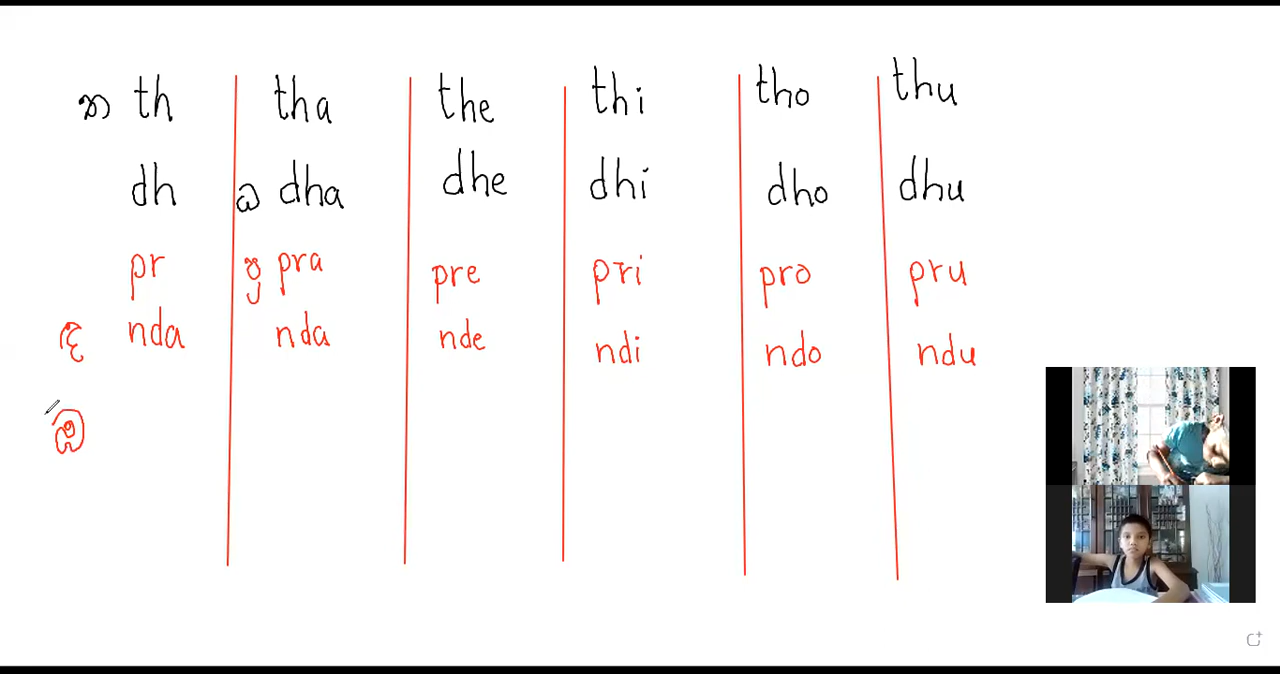 ත th tha the thi tho thu
dh ධ dha dhe dhi dho dhu
pr ප්‍ර pra pre pri pro pru
ඳ nda nda nde ndi ndo ndu